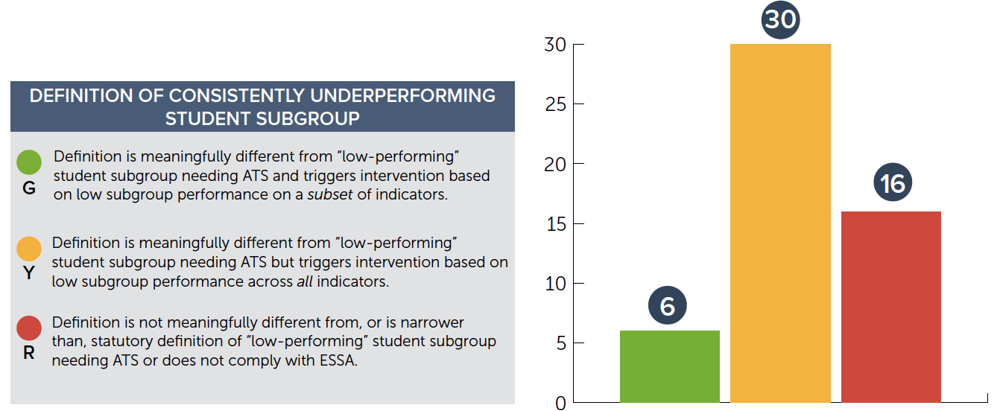 DEFINITION OF CONSISTENTLY UNDERPERFORMING
STUDENT SUBGROUP
Definition is meaningfully different from “low-performing”
student subgroup needing ATS and triggers intervention based
on low subgroup performance on a subset of indicators.
G
Definition is meaningfully different from “low-performing”
student subgroup needing ATS but triggers intervention based on
low subgroup performance across all indicators.
Y
Definition is not meaningfully different from, or is narrower
than, statutory definition of “low-performing” student subgroup
needing ATS or does not comply with ESSA.
R
30
25
20
15
10
5
0
6
30
16